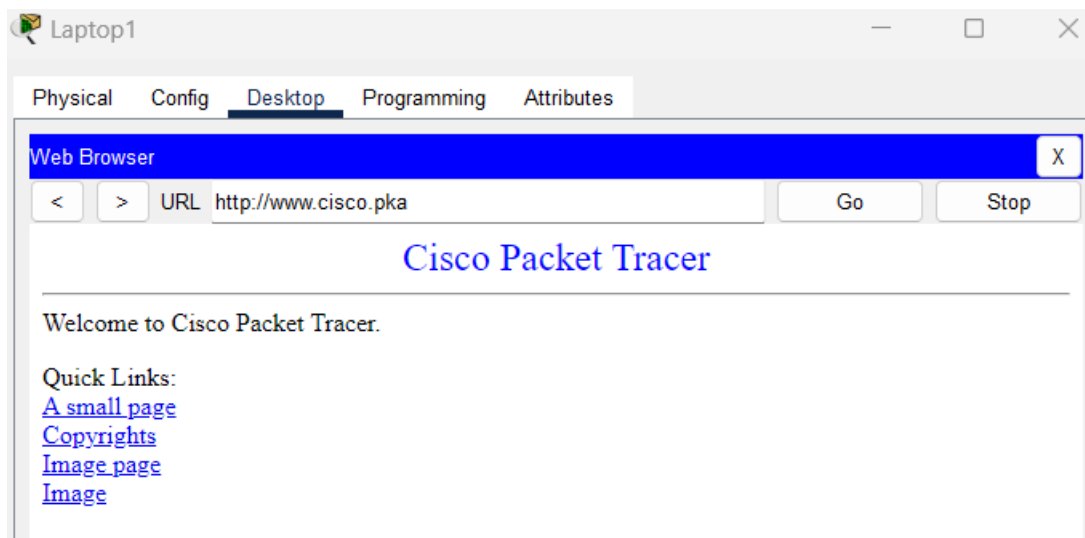 Laptop1
Physical Config Desktop Programming Attributes
Web Browser X
< > URL http://www.cisco.pka Go Stop
Cisco Packet Tracer
Welcome to Cisco Packet Tracer.
Quick Links:
A small page
Copyrights
Image page
Image